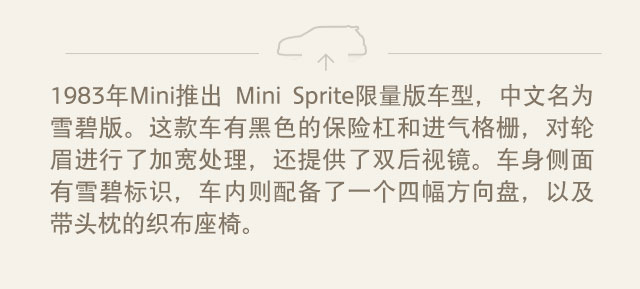 1983年Mini推出 Mini Sprite限量版车型，中文名为
雪碧版。这款车有黑色的保险杠和进气格栅，对轮
眉进行了加宽处理，还提供了双后视镜。车身侧面
有雪碧标识，车内则配备了一个四幅方向盘，以及
带头枕的织布座椅。